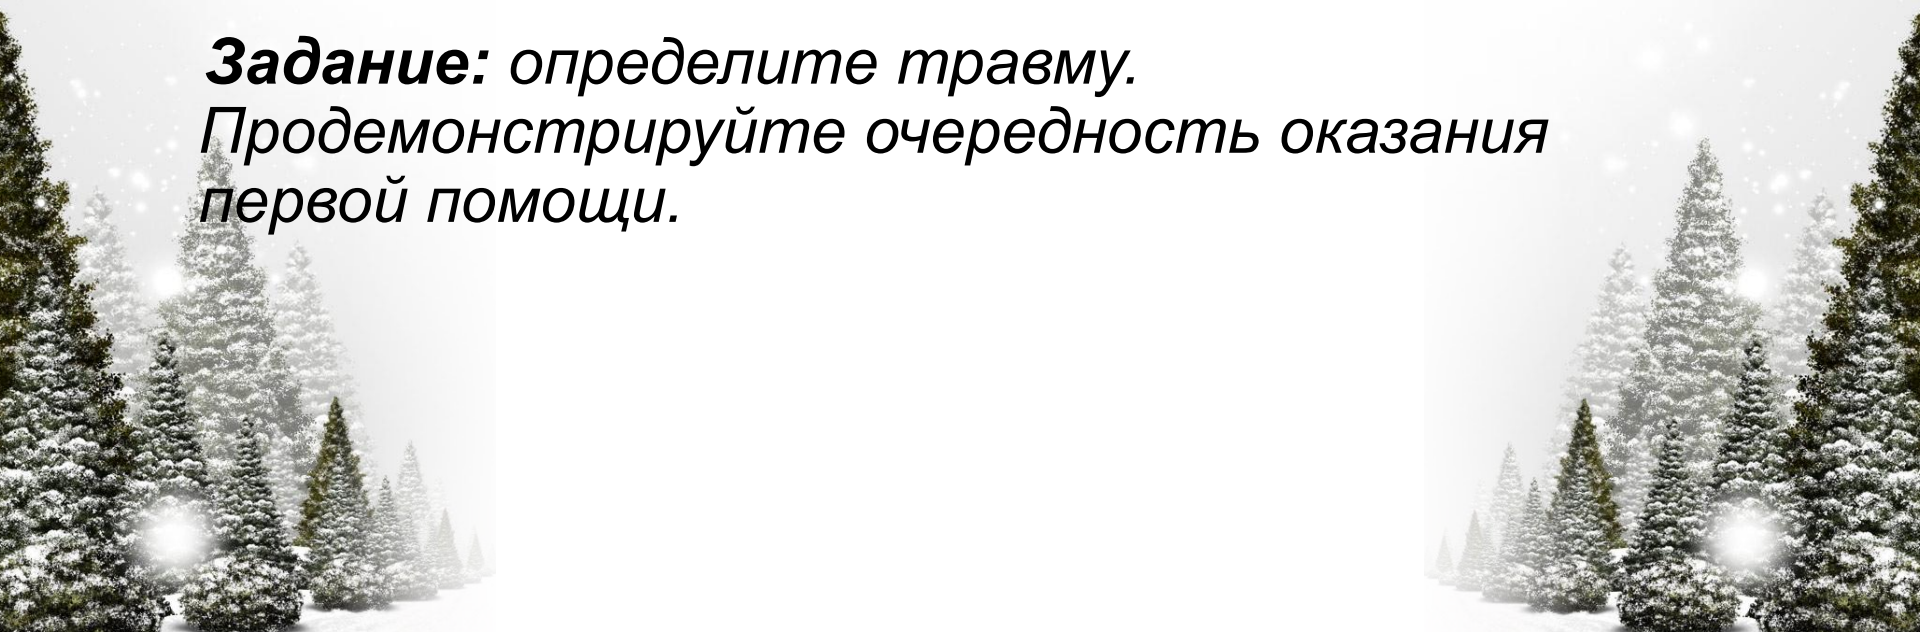 Задание: определите травму.
Продемонстрируйте очередность оказания
первой помощи.